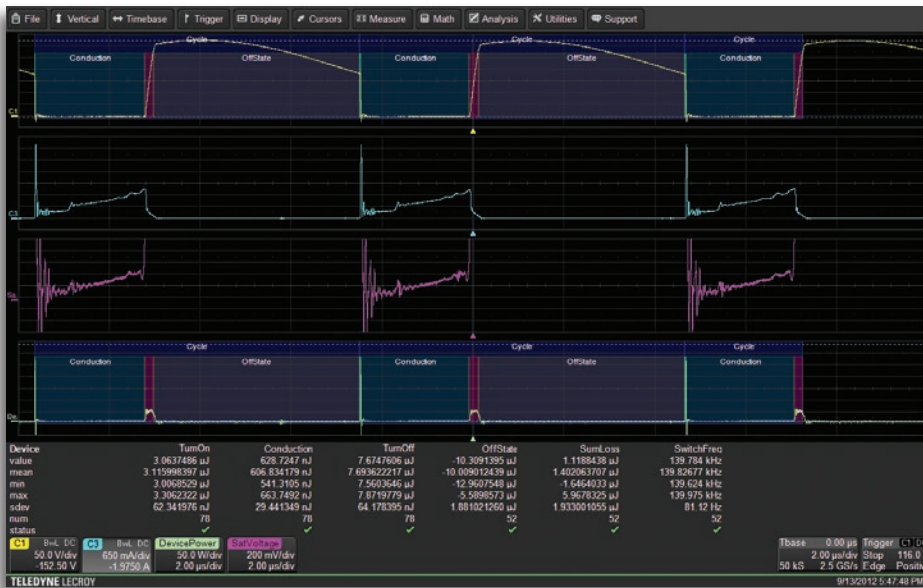 File Vertical Timebase Trigger Display Cursors Measure Math Analysis Utilities Support
Cycle Cycle Cycle
Conduction OffState Conduction OffState Conduction
C1
C3
Cycle Cycle Cycle
Conduction OffState Conduction OffState Conduction
Device TurnOn Conduction TurnOff OffState SumLoss SwitchFreq
value 3.0637486 µJ 628.7247 nJ 7.6747606 µJ -10.3091395 µJ 1.1188438 µJ 139.784 kHz
mean 3.115998397 µJ 606.834179 nJ 7.693622217 µJ -10.009012439 µJ 1.402063707 µJ 139.82677 kHz
min 3.0068529 µJ 541.3105 nJ 7.5603646 µJ -12.9607548 µJ -1.6464033 µJ 139.624 kHz
max 3.3062322 µJ 663.7492 nJ 7.8719779 µJ -5.5898573 µJ 5.9678325 µJ 139.975 kHz
sdev 62.341976 nJ 29.441349 nJ 64.178395 nJ 1.881021260 µJ 1.933001055 µJ 81.12 Hz
num 78 78 78 52 52 52
status
C1 BwL DC C3 BwL DC DevicePower SatVoltage Tbase 0.00 µs Trigger C1
50.0 V/div 650 mA/div 50.0 W/div 200 mV/div 2.00 µs/div Stop 116.0
-152.50 V -1.9750 A 2.00 µs/div 2.00 µs/div 50 kS 2.5 GS/s Edge
TELEDYNE LECROY 9/13/2012 5:47:48 PM